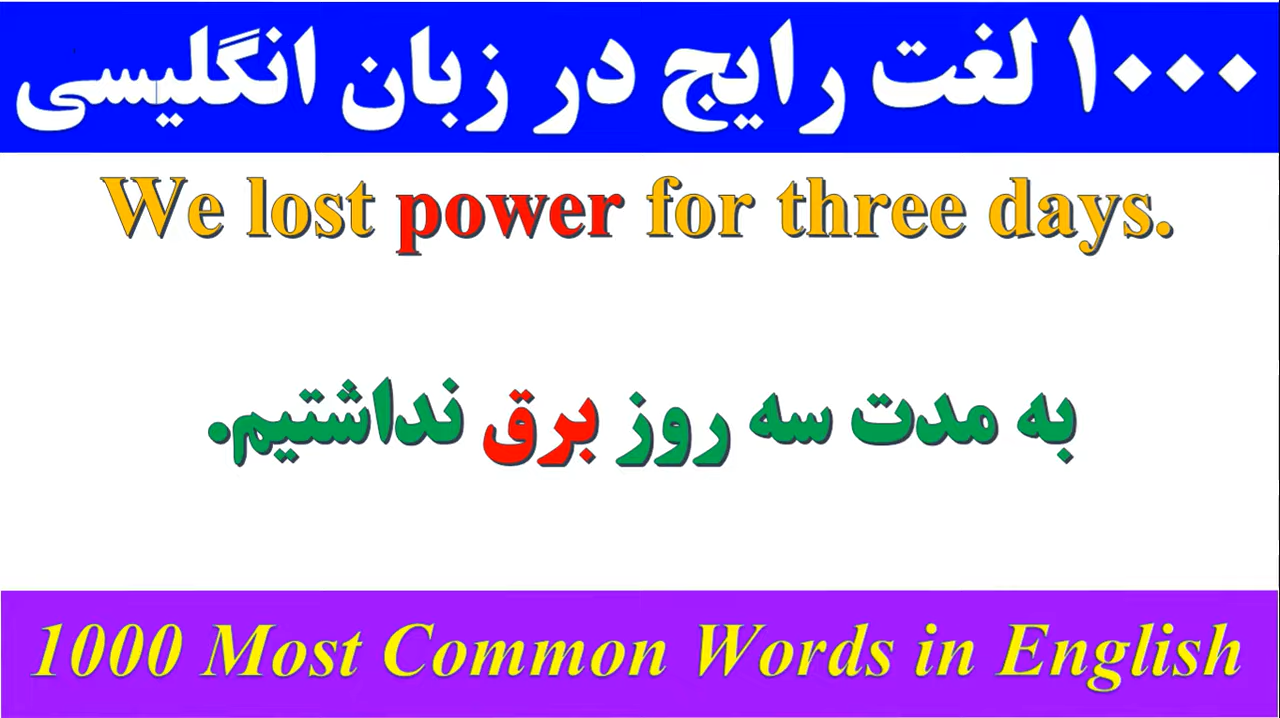 ۱۰۰۰ لغت رایج در زبان انگلیسی
We lost power for three days.
به مدت سه روز برق نداشتیم.
1000 Most Common Words in English